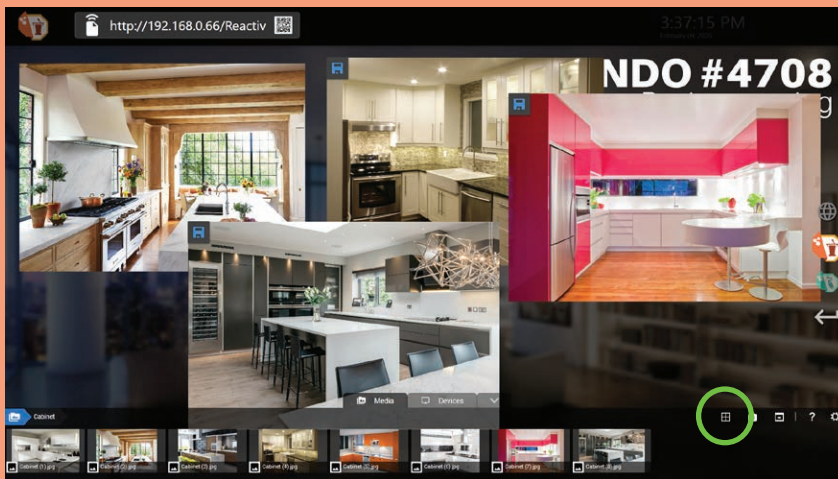 http://192.168.0.66/Reactiv
3:37:15 PM
NDO #4708
Media
Devices
Cabinet
?
Cabinet (1).jpg
Cabinet (2).jpg
Cabinet (3).jpg
Cabinet (4).jpg
Cabinet (5).jpg
Cabinet (6).jpg
Cabinet (7).jpg
Cabinet (8).jpg